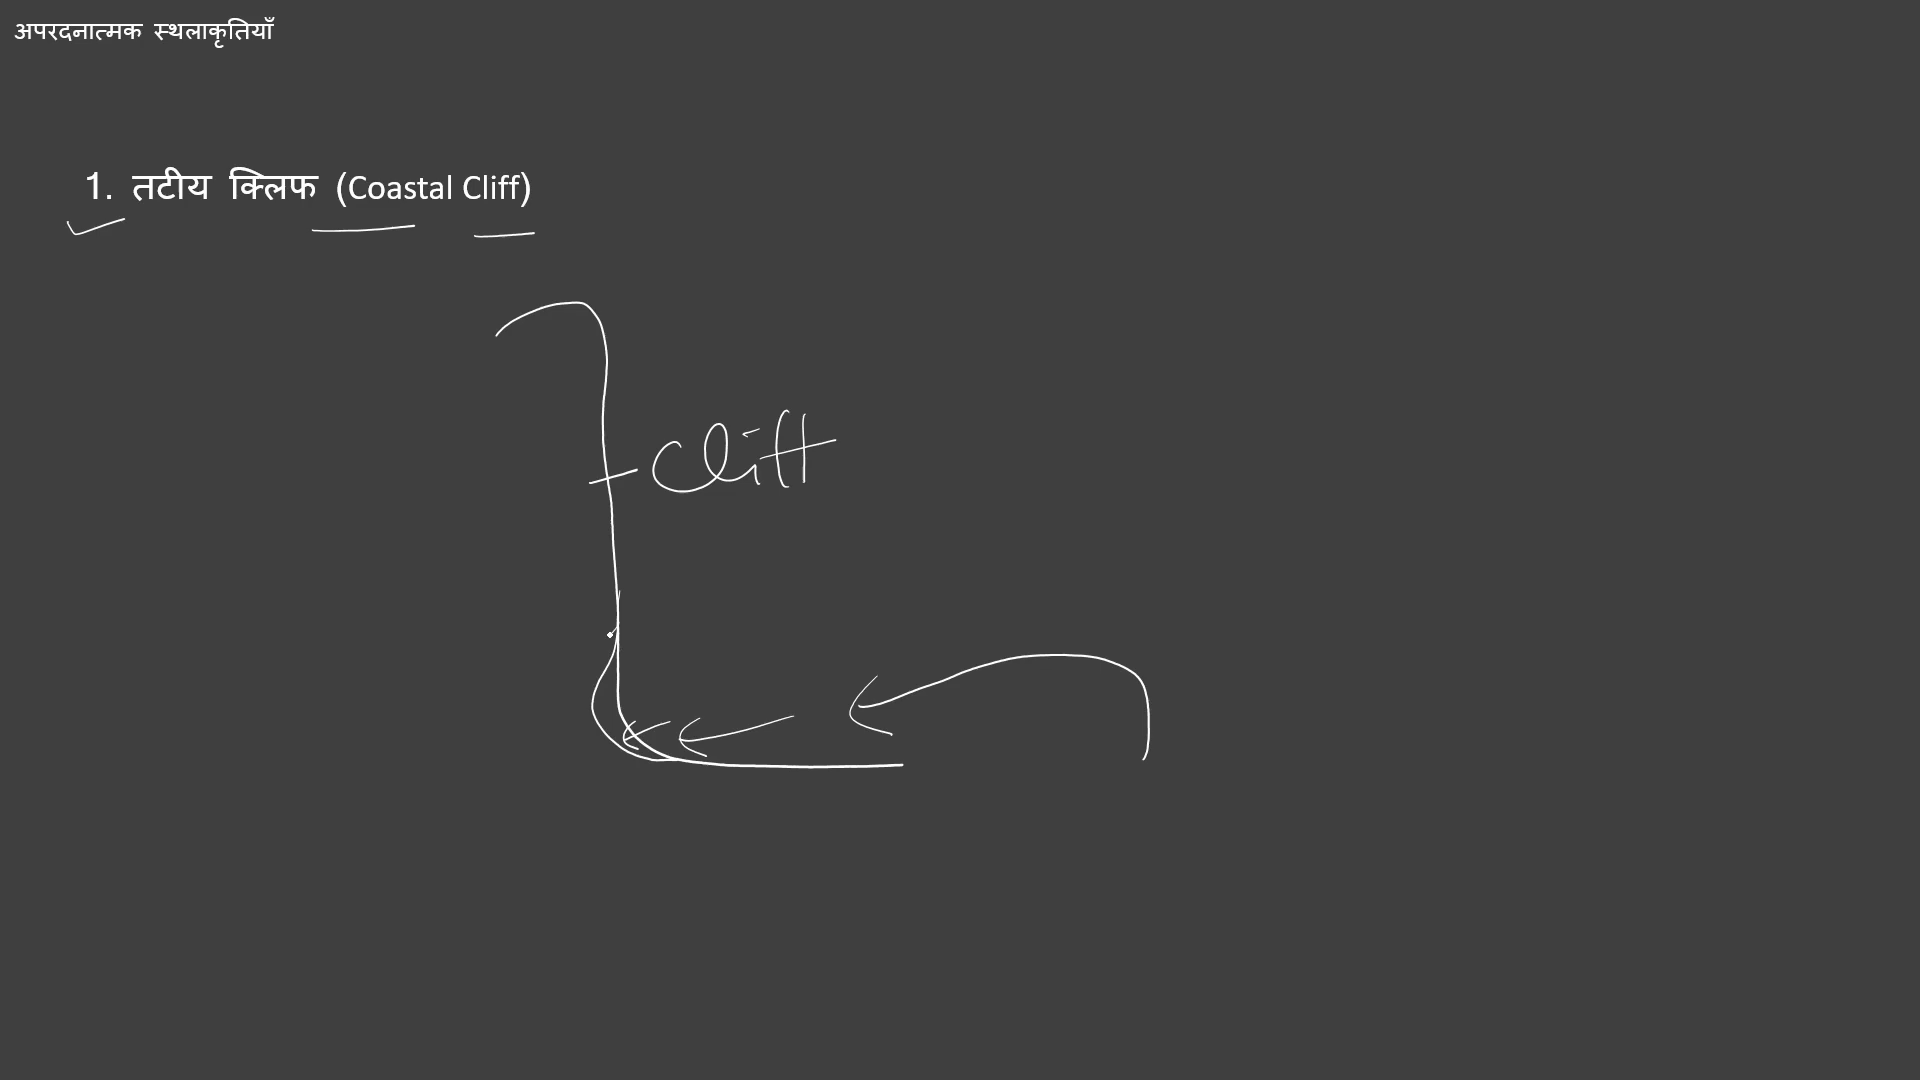 अपरदनात्मक स्थलाकृतियाँ
1. तटीय क्लिफ (Coastal Cliff)
Cliff